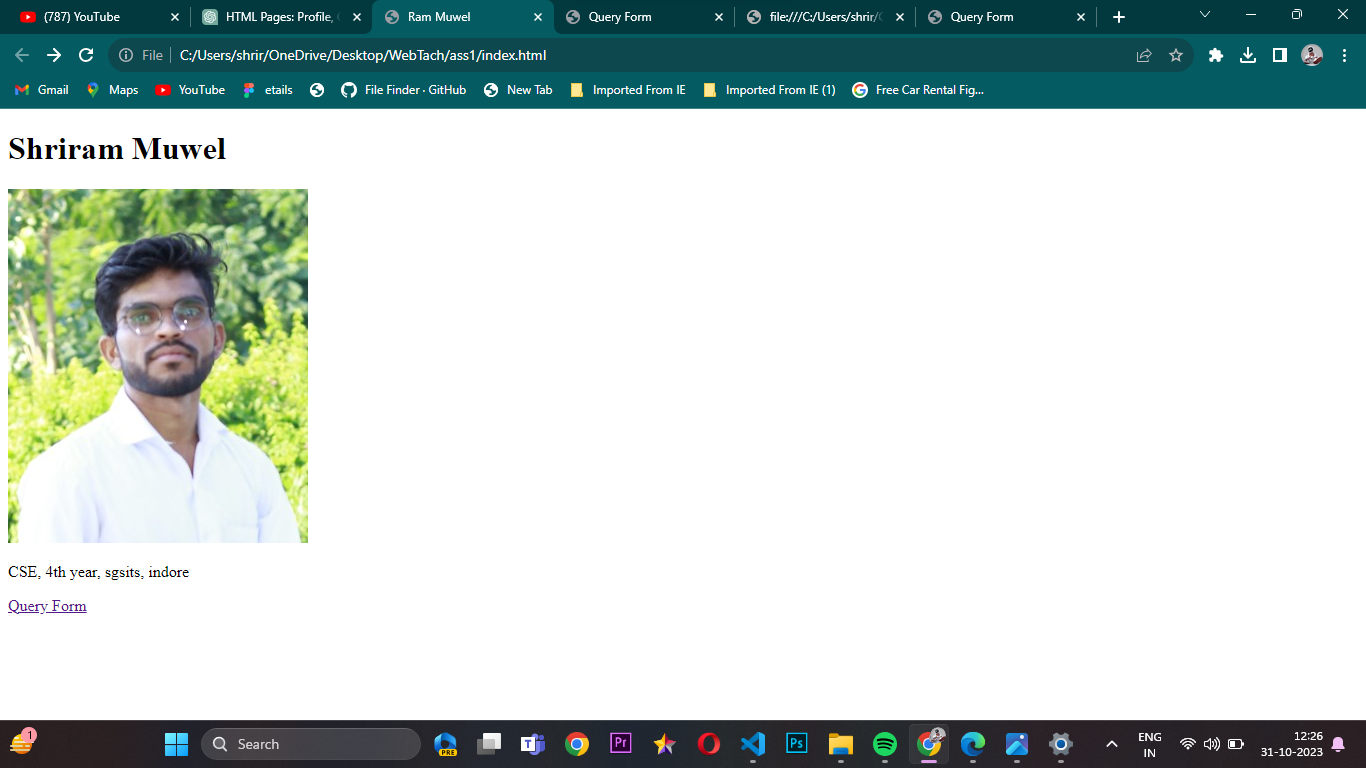 (787) YouTube
HTML Pages: Profile,
Ram Muwel
Query Form
file:///C:/Users/shrir/
Query Form
File
C:/Users/shrir/OneDrive/Desktop/WebTach/ass1/index.html
Gmail
Maps
YouTube
etails
File Finder · GitHub
New Tab
Imported From IE
Imported From IE (1)
Free Car Rental Fig...
Shriram Muwel
CSE, 4th year, sgsits, indore
Query Form
1
Search
PRE
T
Pr
Ps
ENG
IN
12:26
31-10-2023